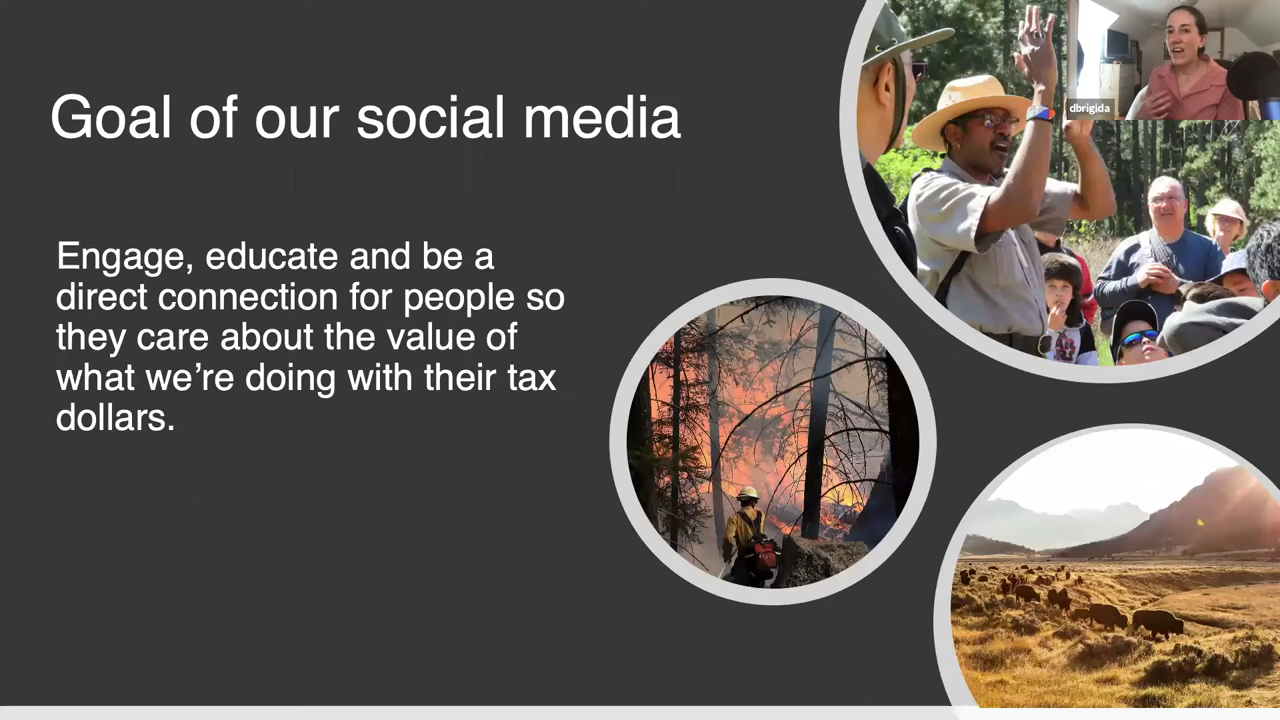 Goal of our social media
Engage, educate and be a
direct connection for people so
they care about the value of
what we’re doing with their tax
dollars.
dbrigida